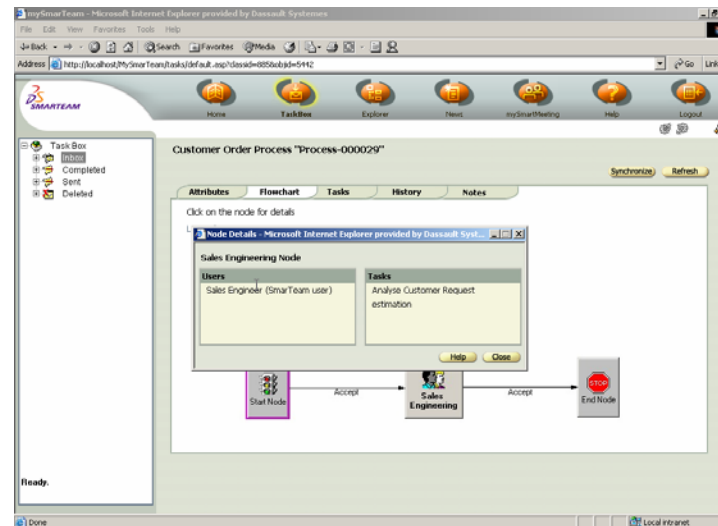 mySmarTeam - Microsoft Internet Explorer provided by Dassault Systemes
File Edit View Favorites Tools Help
Back Search Favorites Media
Address http://localhost/MySmarTeam/tasks/default.asp?classid=885&objid=5442 Go Link
SMARTEAM
Home TaskBox Explorer News mySmartMeeting Help Logout
Task Box
Inbox
Completed
Sent
Deleted
Customer Order Process "Process-000029"
Synchronize Refresh
Attributes Flowchart Tasks History Notes
Click on the node for details
Node Details - Microsoft Internet Explorer provided by Dassault Syst...
Sales Engineering Node
Users Tasks
Sales Engineer (SmarTeam user) Analyse Customer Request
estimation
Help Close
Start Node Accept Sales Engineering Accept STOP End Node
Ready.
Done Local intranet